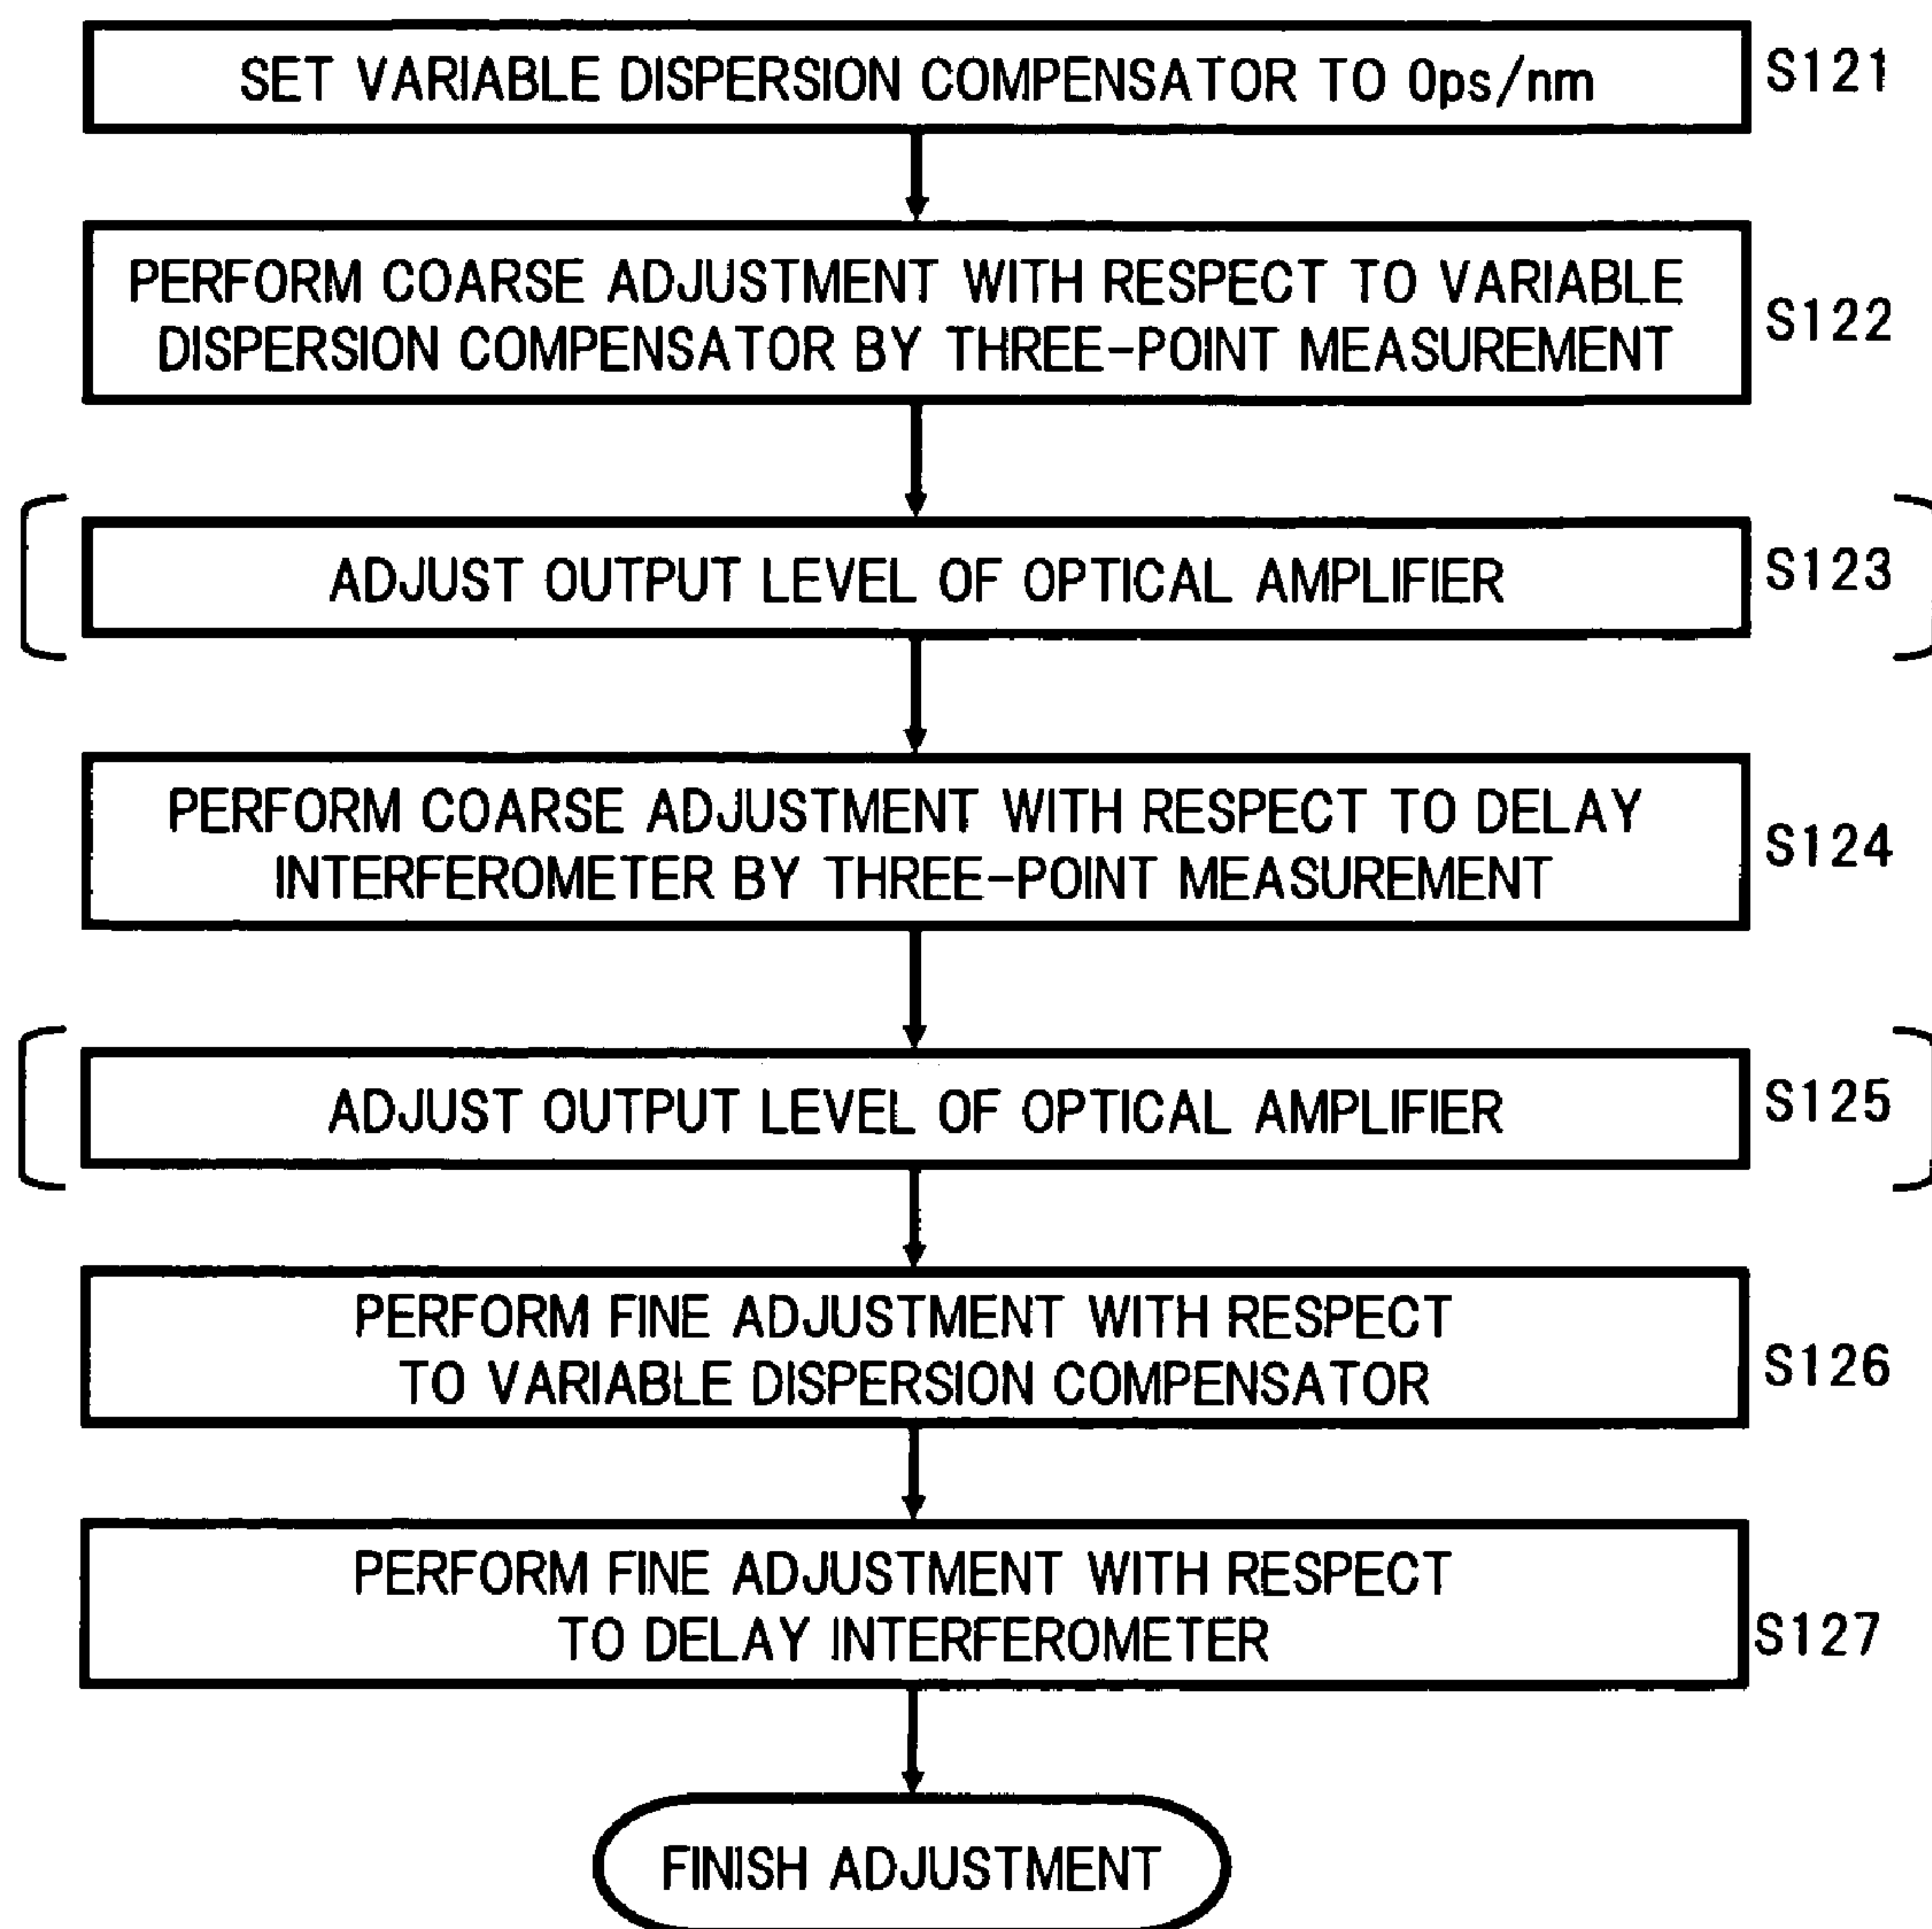 SET VARIABLE DISPERSION COMPENSATOR TO 0ps/nm
S121
PERFORM COARSE ADJUSTMENT WITH RESPECT TO VARIABLE
DISPERSION COMPENSATOR BY THREE-POINT MEASUREMENT
S122
ADJUST OUTPUT LEVEL OF OPTICAL AMPLIFIER
S123
PERFORM COARSE ADJUSTMENT WITH RESPECT TO DELAY
INTERFEROMETER BY THREE-POINT MEASUREMENT
S124
ADJUST OUTPUT LEVEL OF OPTICAL AMPLIFIER
S125
PERFORM FINE ADJUSTMENT WITH RESPECT
TO VARIABLE DISPERSION COMPENSATOR
S126
PERFORM FINE ADJUSTMENT WITH RESPECT
TO DELAY INTERFEROMETER
S127
FINISH ADJUSTMENT